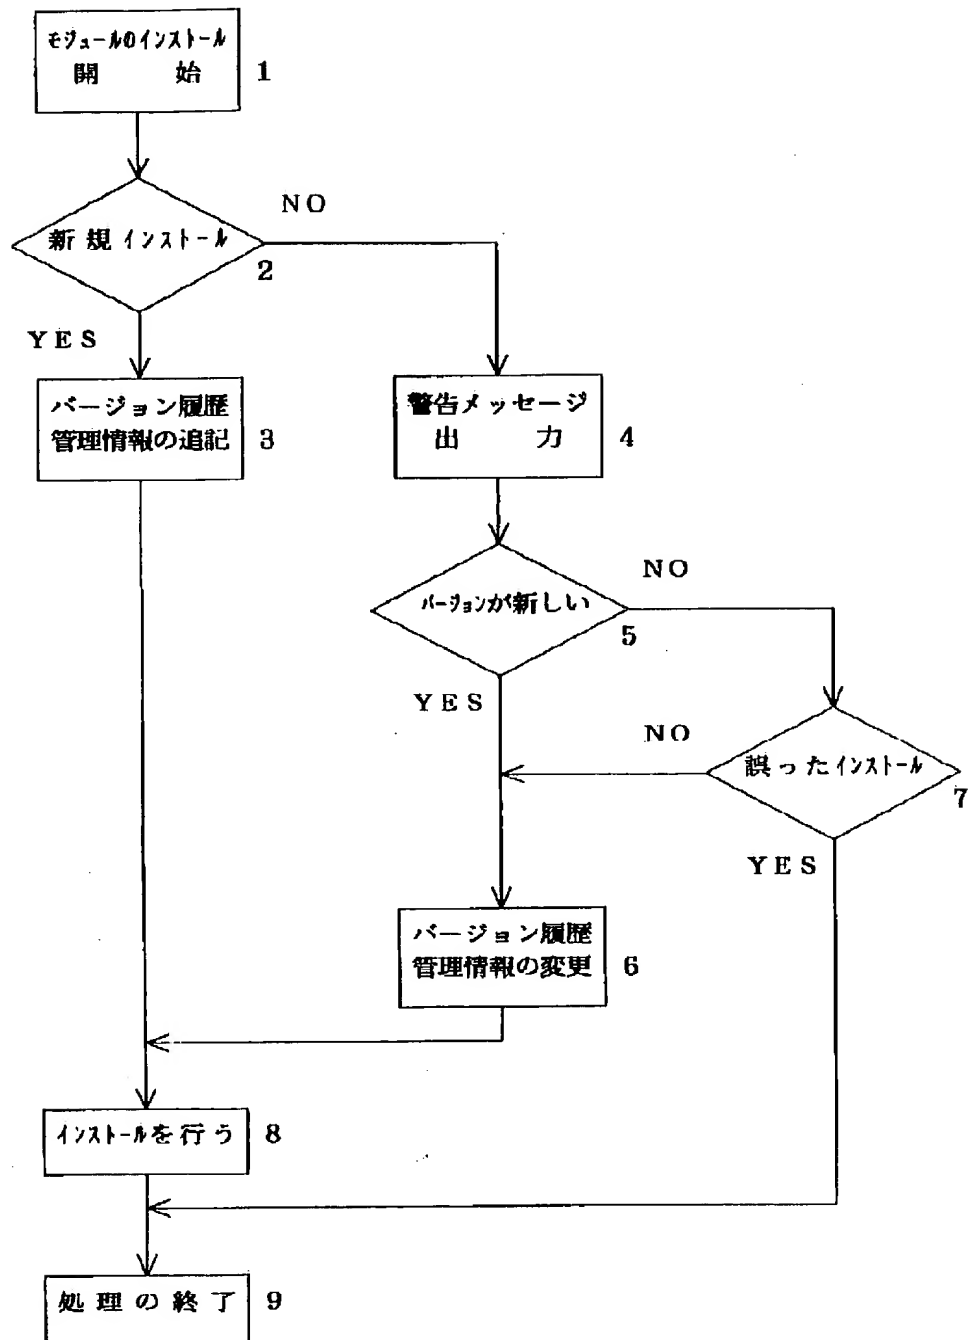 モジュールのインストール
開 始
1
新規インストール
2
NO
YES
バージョン履歴
管理情報の追記
3
警告メッセージ
出 力
4
バージョンが新しい
5
NO
YES
誤ったインストール
7
NO
YES
バージョン履歴
管理情報の変更
6
インストールを行う
8
処理の終了
9